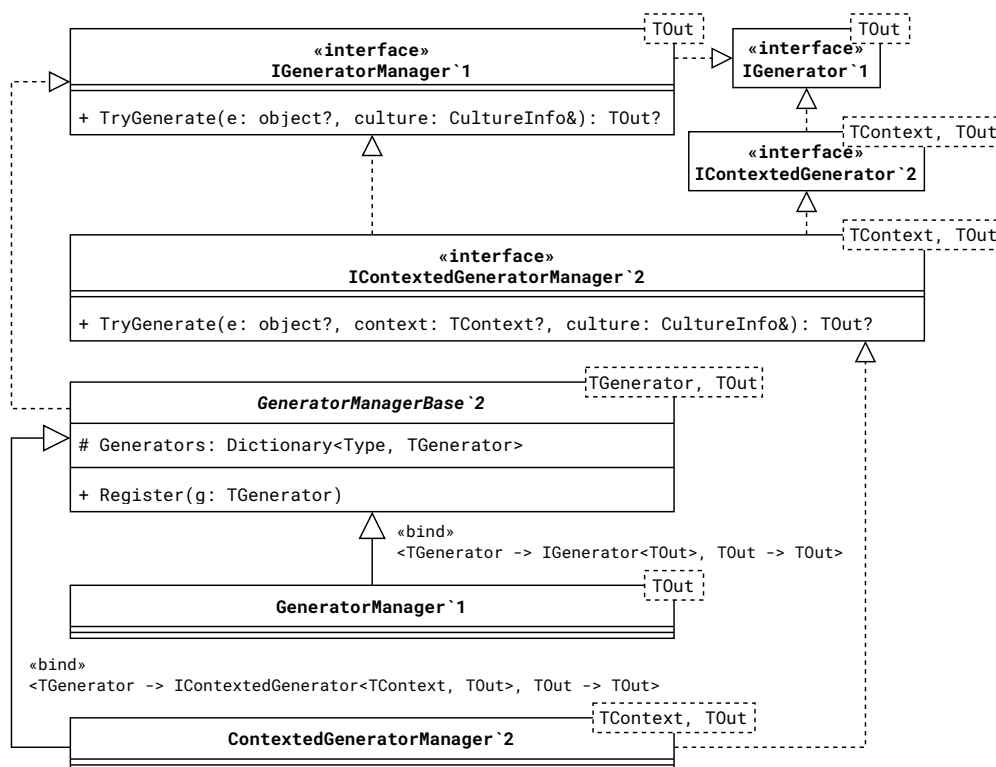 TOut
«interface»
IGeneratorManager`1
+ TryGenerate(e: object?, culture: CultureInfo&): TOut?
TOut
«interface»
IGenerator`1
TContext, TOut
«interface»
IContextedGenerator`2
TContext, TOut
«interface»
IContextedGeneratorManager`2
+ TryGenerate(e: object?, context: TContext?, culture: CultureInfo&): TOut?
TGenerator, TOut
GeneratorManagerBase`2
# Generators: Dictionary<Type, TGenerator>
+ Register(g: TGenerator)
«bind»
<TGenerator -> IGenerator<TOut>, TOut -> TOut>
TOut
GeneratorManager`1
«bind»
<TGenerator -> IContextedGenerator<TContext, TOut>, TOut -> TOut>
TContext, TOut
ContextedGeneratorManager`2